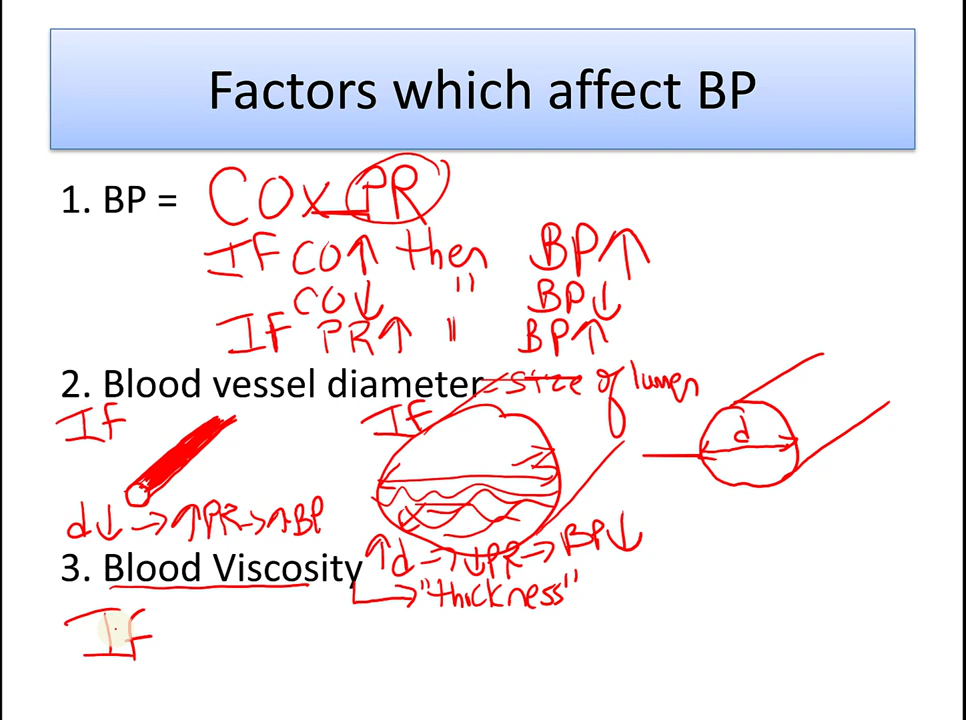 Factors which affect BP
1. BP = CO x PR
IF CO ↑ then BP ↑
CO ↓ " BP ↓
IF PR ↑ " BP ↑
2. Blood vessel diameter = size of lumen
If
If
d
d ↓ → ↑ PR → ↑ BP
↑ d → ↓ PR → BP ↓
3. Blood Viscosity
→ "thickness"
If